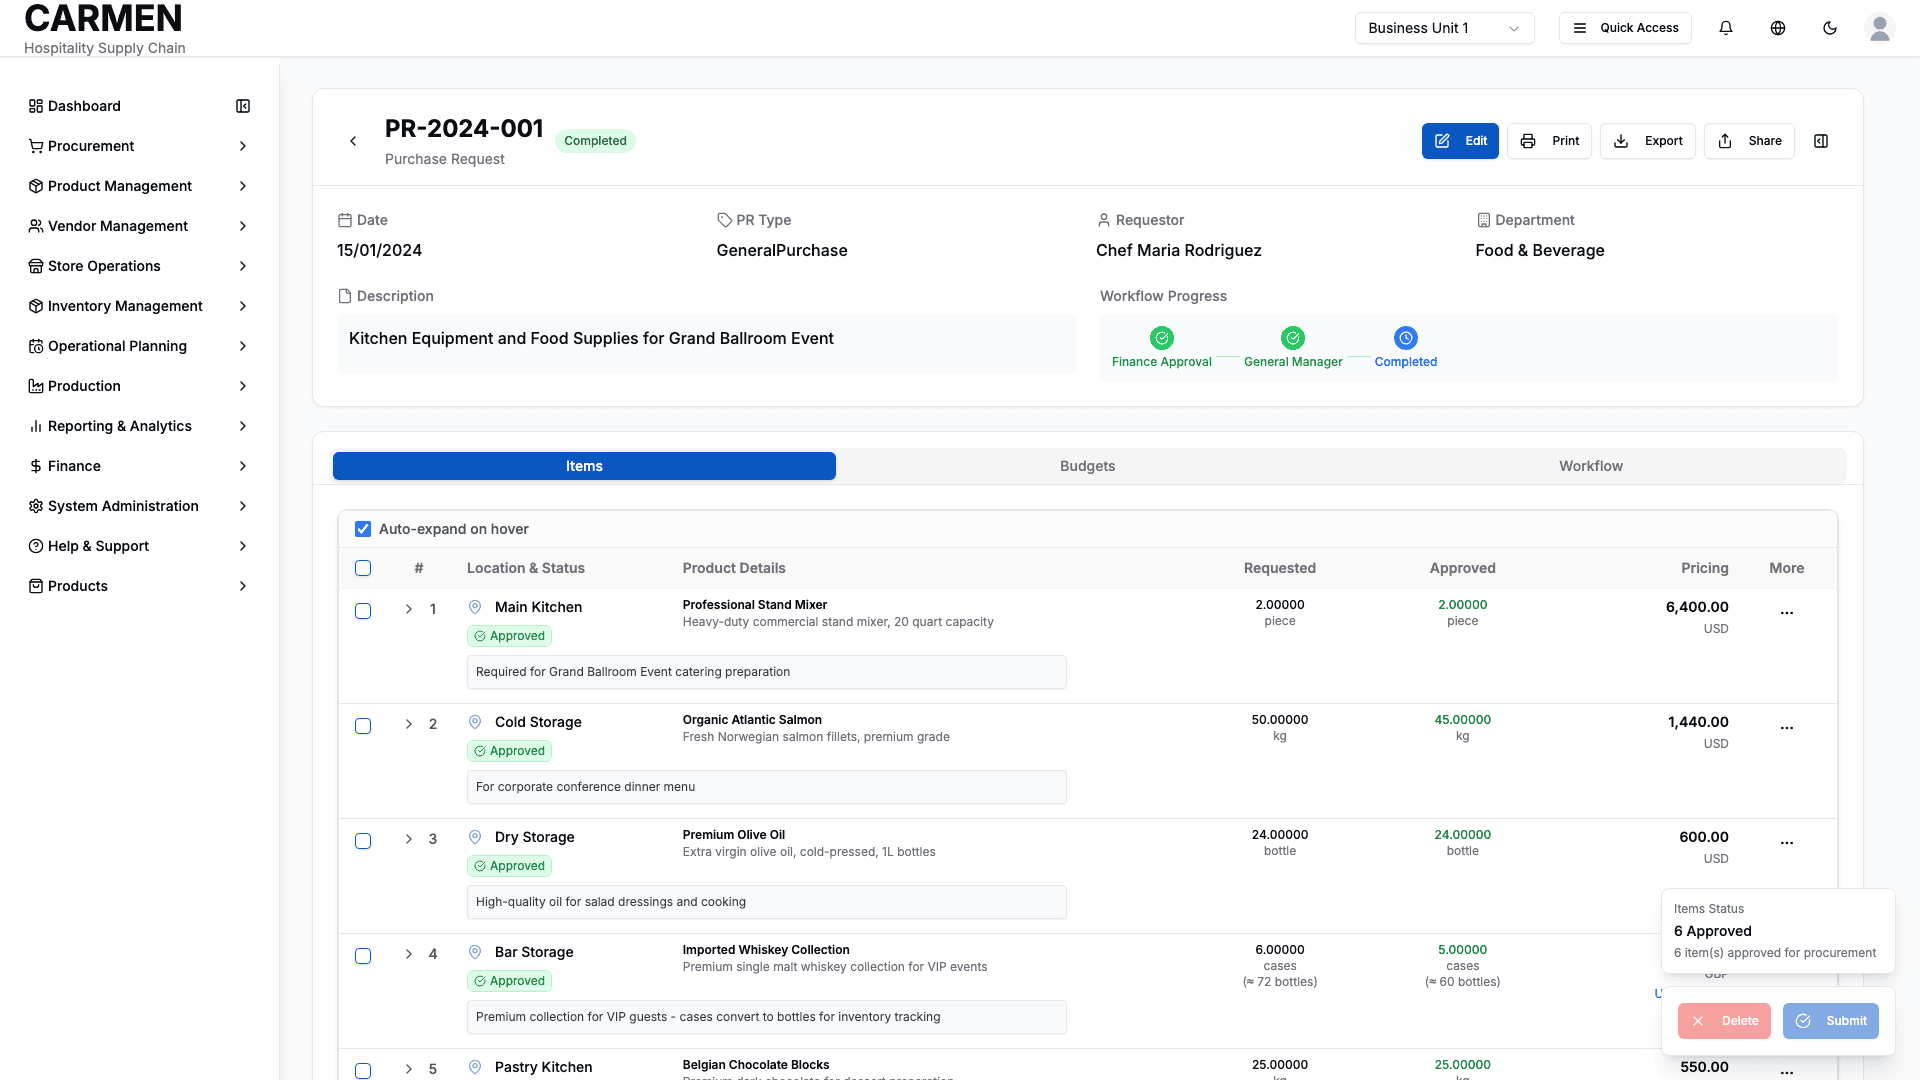 CARMEN
Hospitality Supply Chain
Business Unit 1
Quick Access
Dashboard
Procurement
Product Management
Vendor Management
Store Operations
Inventory Management
Operational Planning
Production
Reporting & Analytics
Finance
System Administration
Help & Support
Products
PR-2024-001
Completed
Purchase Request
Edit
Print
Export
Share
Date
15/01/2024
PR Type
GeneralPurchase
Requestor
Chef Maria Rodriguez
Department
Food & Beverage
Description
Kitchen Equipment and Food Supplies for Grand Ballroom Event
Workflow Progress
Finance Approval
General Manager
Completed
Items
Budgets
Workflow
Auto-expand on hover
# Location & Status Product Details Requested Approved Pricing More
1 Main Kitchen Professional Stand Mixer 2.00000 2.00000 6,400.00 ...
Heavy-duty commercial stand mixer, 20 quart capacity piece piece USD
Approved
Required for Grand Ballroom Event catering preparation
2 Cold Storage Organic Atlantic Salmon 50.00000 45.00000 1,440.00 ...
Fresh Norwegian salmon fillets, premium grade kg kg USD
Approved
For corporate conference dinner menu
3 Dry Storage Premium Olive Oil 24.00000 24.00000 600.00 ...
Extra virgin olive oil, cold-pressed, 1L bottles bottle bottle USD
Approved
High-quality oil for salad dressings and cooking
4 Bar Storage Imported Whiskey Collection 6.00000 5.00000
Premium single malt whiskey collection for VIP events cases cases GBP
Approved (≈ 72 bottles) (≈ 60 bottles)
Premium collection for VIP guests - cases convert to bottles for inventory tracking
5 Pastry Kitchen Belgian Chocolate Blocks 25.00000 25.00000 550.00 ...
Premium dark chocolate for dessert preparation kg kg
Items Status
6 Approved
6 item(s) approved for procurement
Delete
Submit